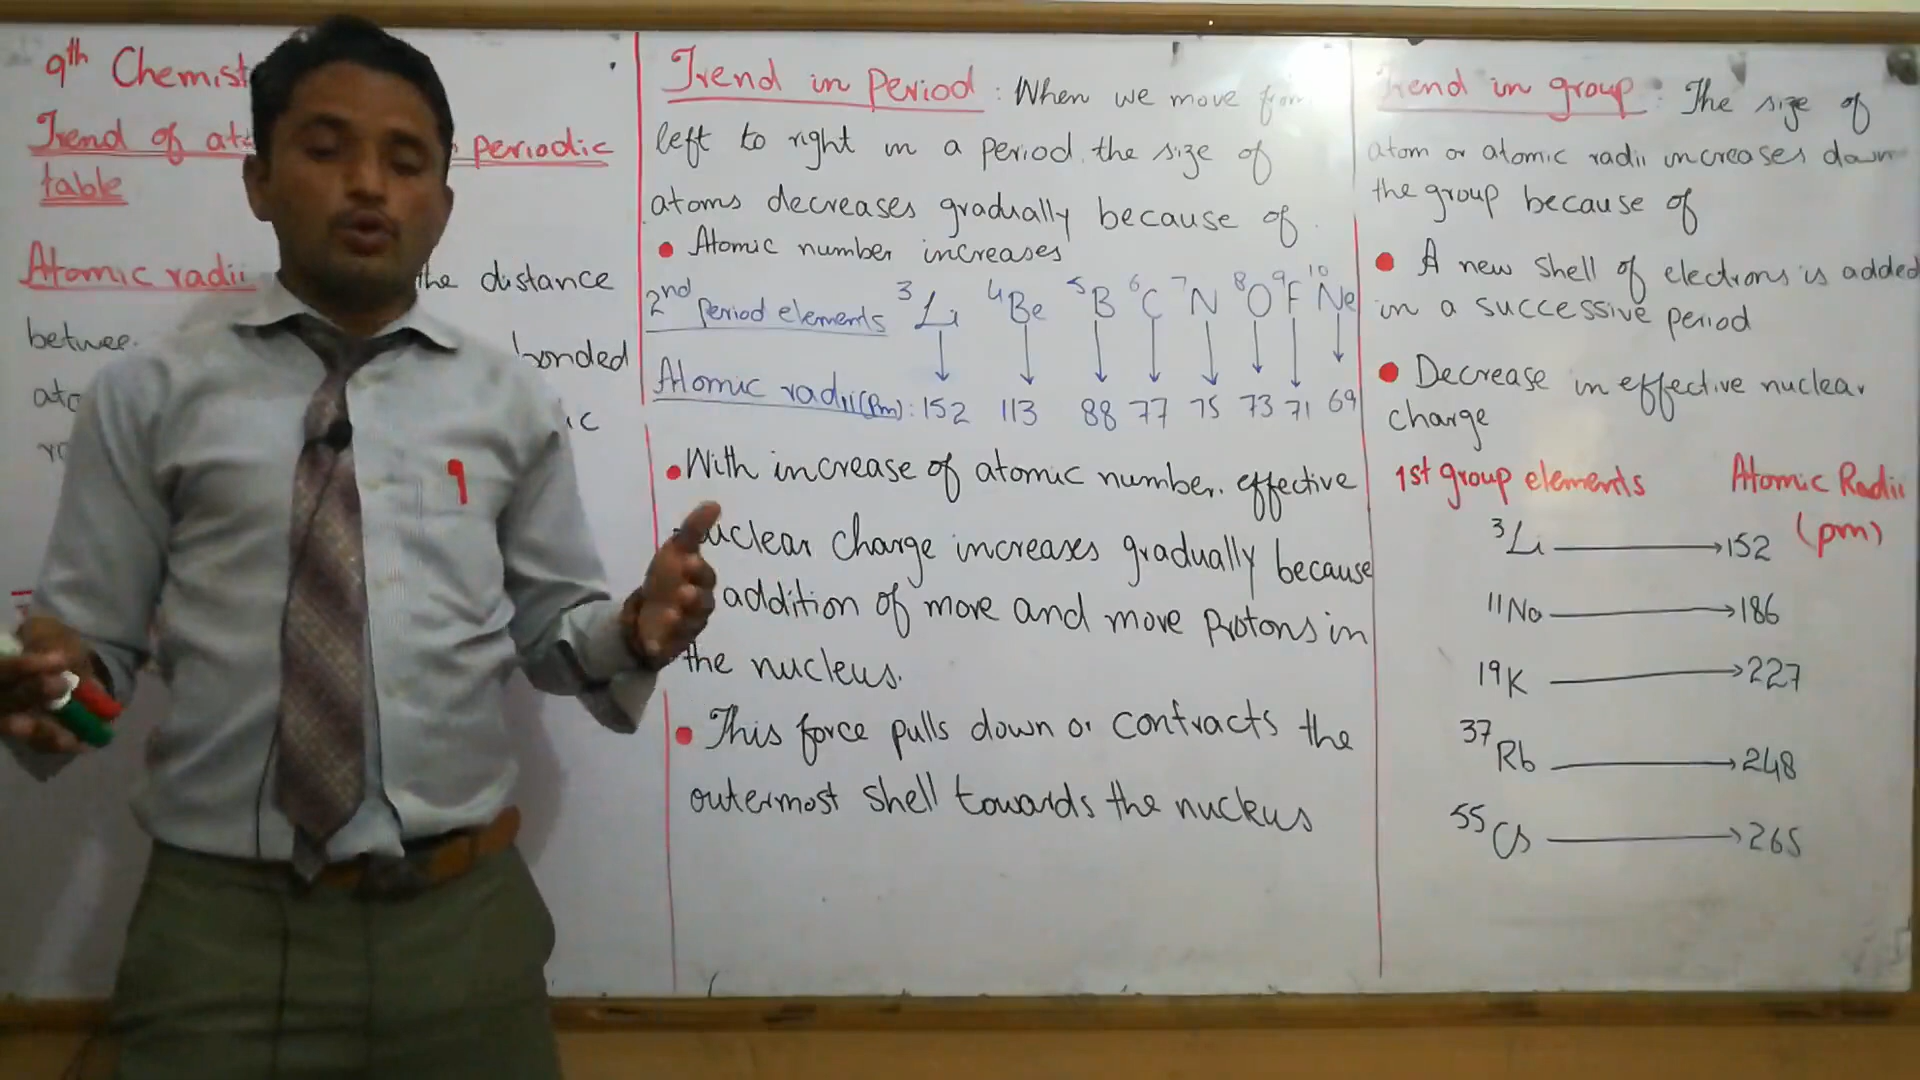 9th Chemist
Trend of at periodic
table
Atomic radii the distance
betwee bonded
ato ic
Trend in Period: When we move from
left to right in a period the size of
atoms decreases gradually because of
• Atomic number increases
2nd Period elements 3Li 4Be 5B 6C 7N 8O 9F 10Ne
Atomic radii(Pm): 152 113 88 77 75 73 71 69
• With increase of atomic number. effective
nuclear charge increases gradually because
addition of more and more protons in
the nucleus.
• This force pulls down or contracts the
outermost shell towards the nucleus
Trend in group: The size of
atom or atomic radii increases down
the group because of
• A new shell of electrons is added
in a successive period
• Decrease in effective nuclear
charge
1st group elements Atomic Radii
(pm)
3Li → 152
11Na → 186
19K → 227
37Rb → 248
55Cs → 265